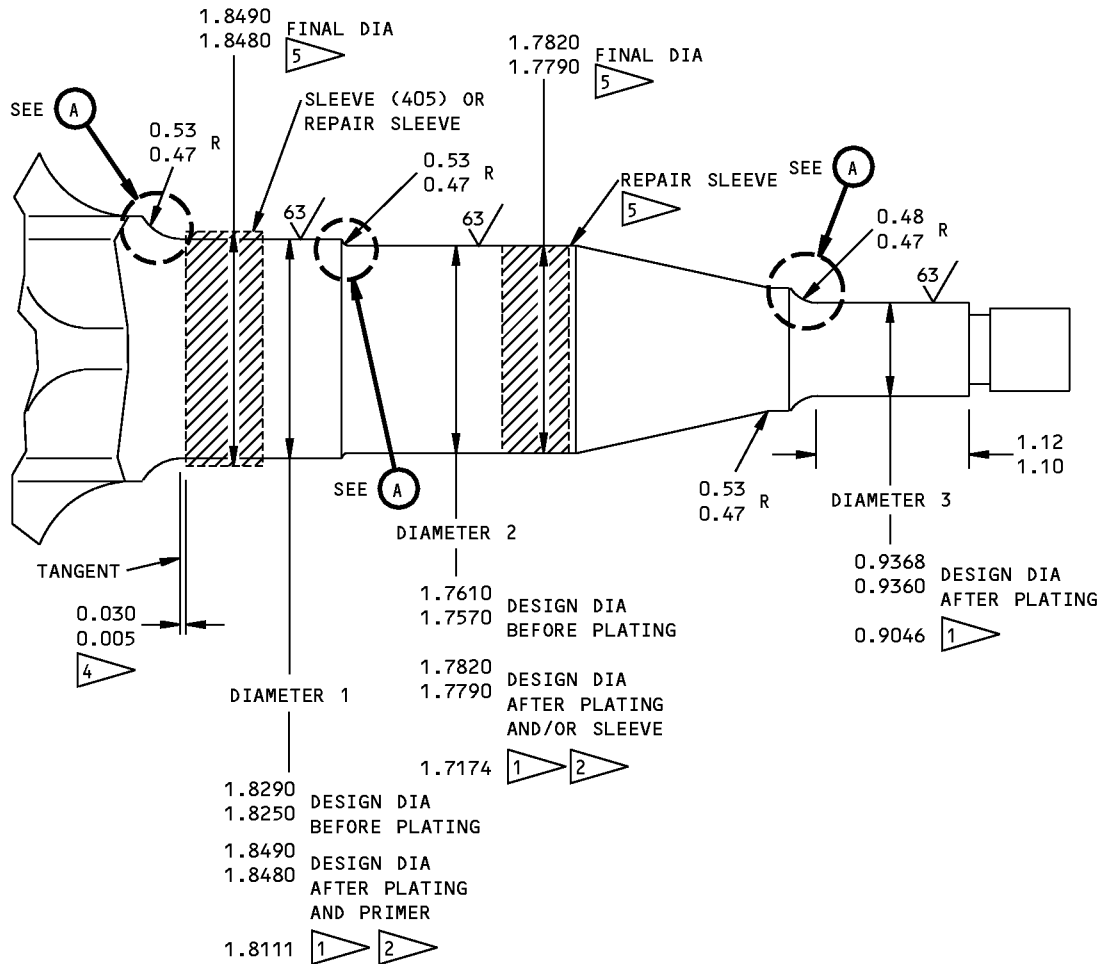 1.8490
1.8480
FINAL DIA
5
1.7820
1.7790
FINAL DIA
5
SEE A
SLEEVE (405) OR
REPAIR SLEEVE
0.53
0.47 R
0.53
0.47 R
REPAIR SLEEVE
5
SEE A
63
63
0.48
0.47 R
63
SEE A
1.12
1.10
0.53
0.47 R
DIAMETER 3
DIAMETER 2
TANGENT
0.030
0.005
4
0.9368
0.9360
DESIGN DIA
AFTER PLATING
0.9046 1
1.7610
1.7570
DESIGN DIA
BEFORE PLATING
1.7820
1.7790
DESIGN DIA
AFTER PLATING
AND/OR SLEEVE
1.7174 1 2
DIAMETER 1
1.8290
1.8250
DESIGN DIA
BEFORE PLATING
1.8490
1.8480
DESIGN DIA
AFTER PLATING
AND PRIMER
1.8111 1 2